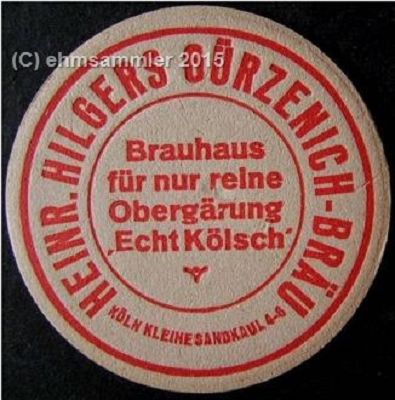 (C) ehmsammler 2015
HEINR. HILGERS GÜRZENICH-BRÄU
Brauhaus
für nur reine
Obergärung
‚Echt Kölsch‘
KÖLN KLEINE SANDKAUL 4-6